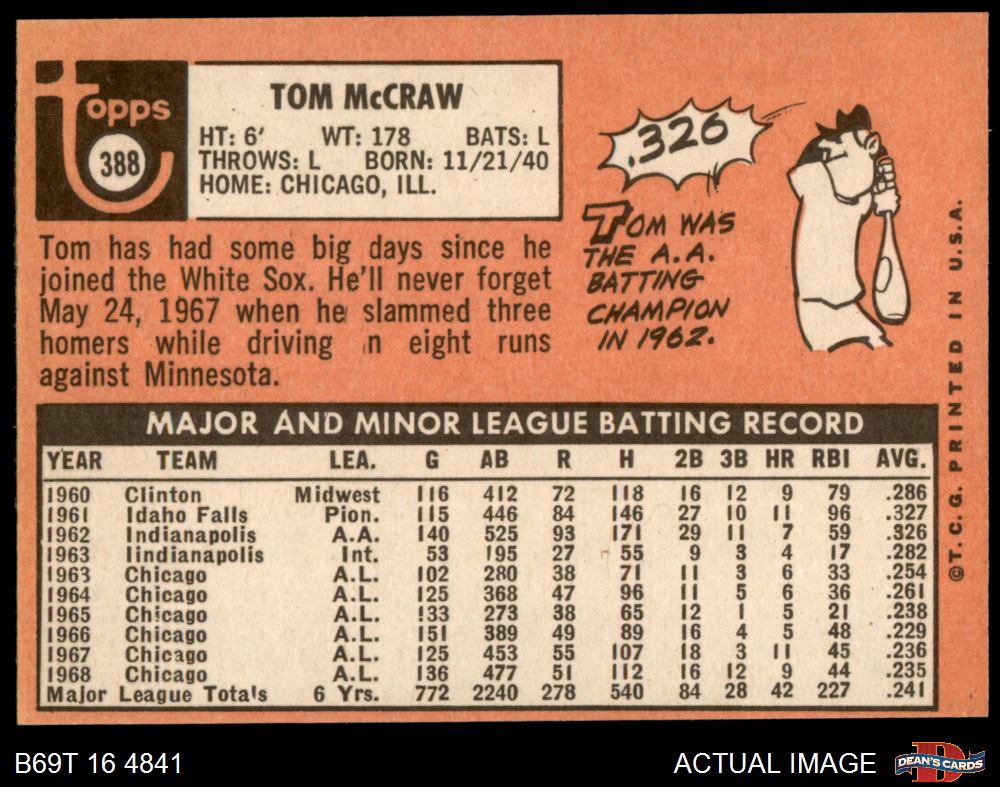 Topps
388
TOM McCRAW
HT: 6' WT: 178 BATS: L
THROWS: L BORN: 11/21/40
HOME: CHICAGO, ILL.
Tom has had some big days since he
joined the White Sox. He'll never forget
May 24, 1967 when he slammed three
homers while driving in eight runs
against Minnesota.
.326
TOM WAS
THE A.A.
BATTING
CHAMPION
IN 1962.
MAJOR AND MINOR LEAGUE BATTING RECORD
YEAR TEAM LEA. G AB R H 2B 3B HR RBI AVG.
1960 Clinton Midwest 116 412 72 118 16 12 9 79 .286
1961 Idaho Falls Pion. 115 446 84 146 27 10 11 96 .327
1962 Indianapolis A.A. 140 525 93 171 29 11 7 59 .326
1963 Iindianapolis Int. 53 195 27 55 9 3 4 17 .282
1963 Chicago A.L. 102 280 38 71 11 3 6 33 .254
1964 Chicago A.L. 125 368 47 96 11 5 6 36 .261
1965 Chicago A.L. 133 273 38 65 12 1 5 21 .238
1966 Chicago A.L. 151 389 49 89 16 4 5 48 .229
1967 Chicago A.L. 125 453 55 107 18 3 11 45 .236
1968 Chicago A.L. 136 477 51 112 16 12 9 44 .235
Major League Totals 6 Yrs. 772 2240 278 540 84 28 42 227 .241
©T.C.G. PRINTED IN U.S.A.
B69T 16 4841
ACTUAL IMAGE
DEAN'S CARDS